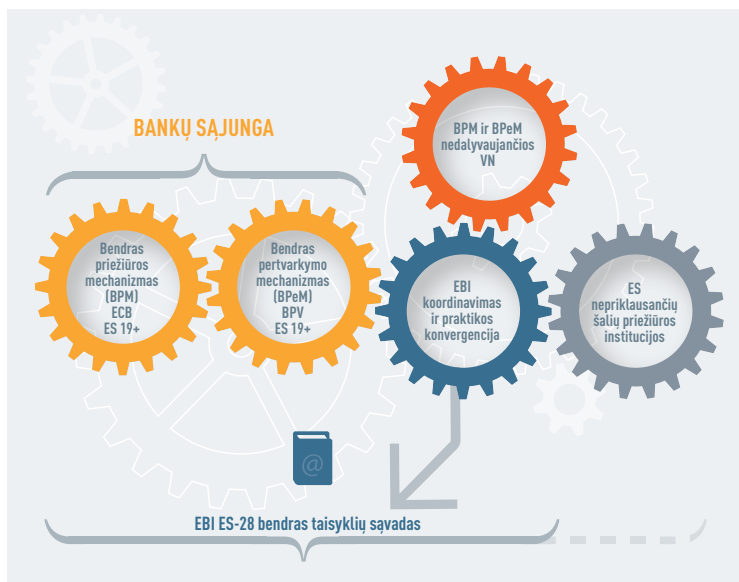 BANKŲ SĄJUNGA
BPM ir BPeM
nedalyvaujančios
VN
Bendras
priežiūros
mechanizmas
(BPM)
ECB
ES 19+
Bendras
pertvarkymo
mechanizmas
(BPeM)
BPV
ES 19+
EBI
koordinavimas
ir praktikos
konvergencija
ES
nepriklausančių
šalių priežiūros
institucijos
@
EBI ES-28 bendras taisyklių sąvadas